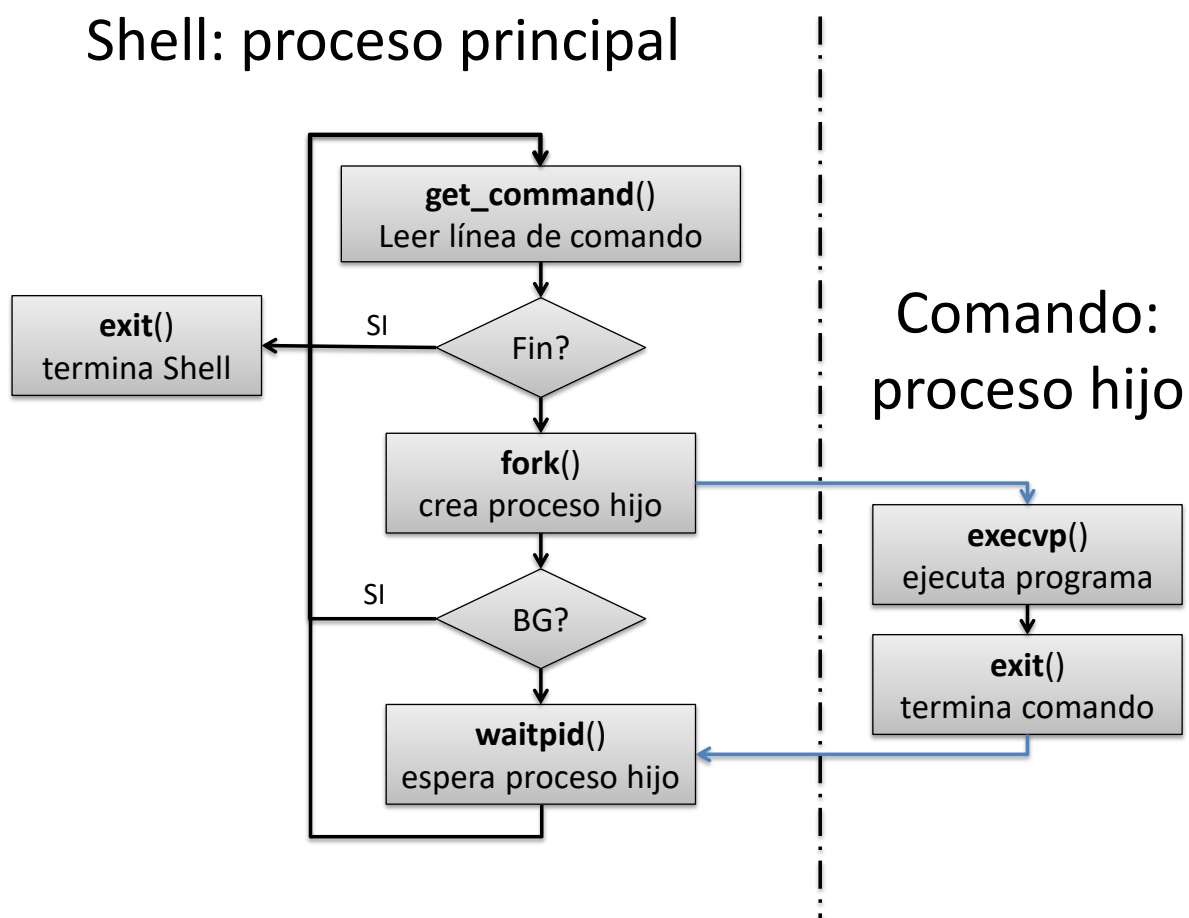 Shell: proceso principal
get_command()
Leer línea de comando
exit()
termina Shell
SI
Fin?
Comando:
proceso hijo
fork()
crea proceso hijo
execvp()
ejecuta programa
SI
BG?
exit()
termina comando
waitpid()
espera proceso hijo